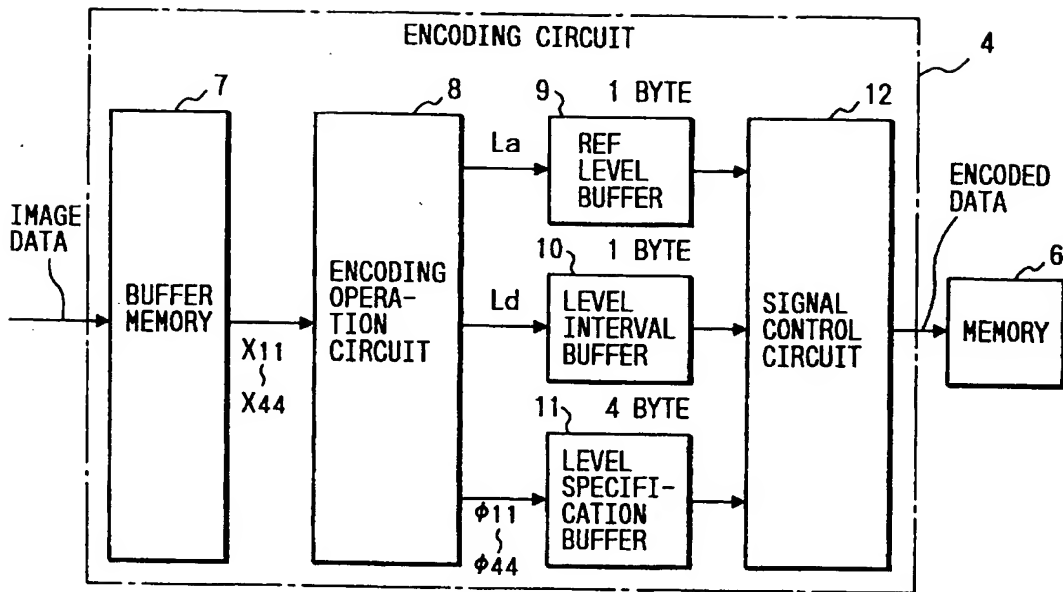 ENCODING CIRCUIT
4
7
8
9
1 BYTE
12
La
REF
LEVEL
BUFFER
ENCODED
DATA
IMAGE
DATA
10
1 BYTE
6
BUFFER
MEMORY
ENCODING
OPERA-
TION
CIRCUIT
Ld
LEVEL
INTERVAL
BUFFER
SIGNAL
CONTROL
CIRCUIT
MEMORY
X11
~
X44
11
4 BYTE
LEVEL
SPECIFI-
CATION
BUFFER
φ11
~
φ44